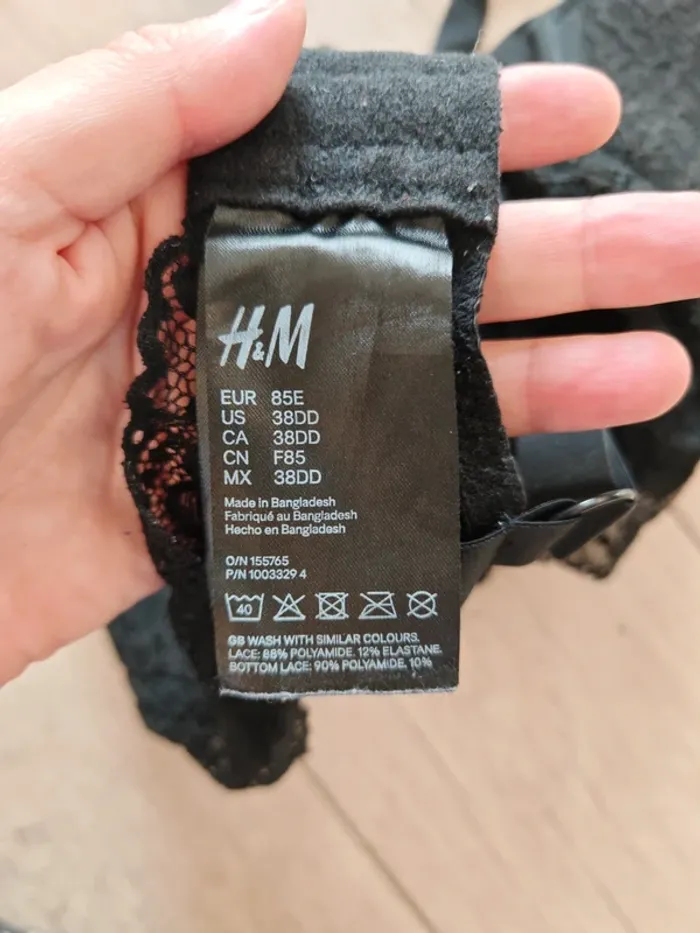 H&M
EUR 85E
US 38DD
CA 38DD
CN F85
MX 38DD
Made in Bangladesh
Fabriqué au Bangladesh
Hecho en Bangladesh
O/N 155765
P/N 1003329 4
40
GB WASH WITH SIMILAR COLOURS.
LACE: 88% POLYAMIDE. 12% ELASTANE.
BOTTOM LACE: 90% POLYAMIDE. 10%